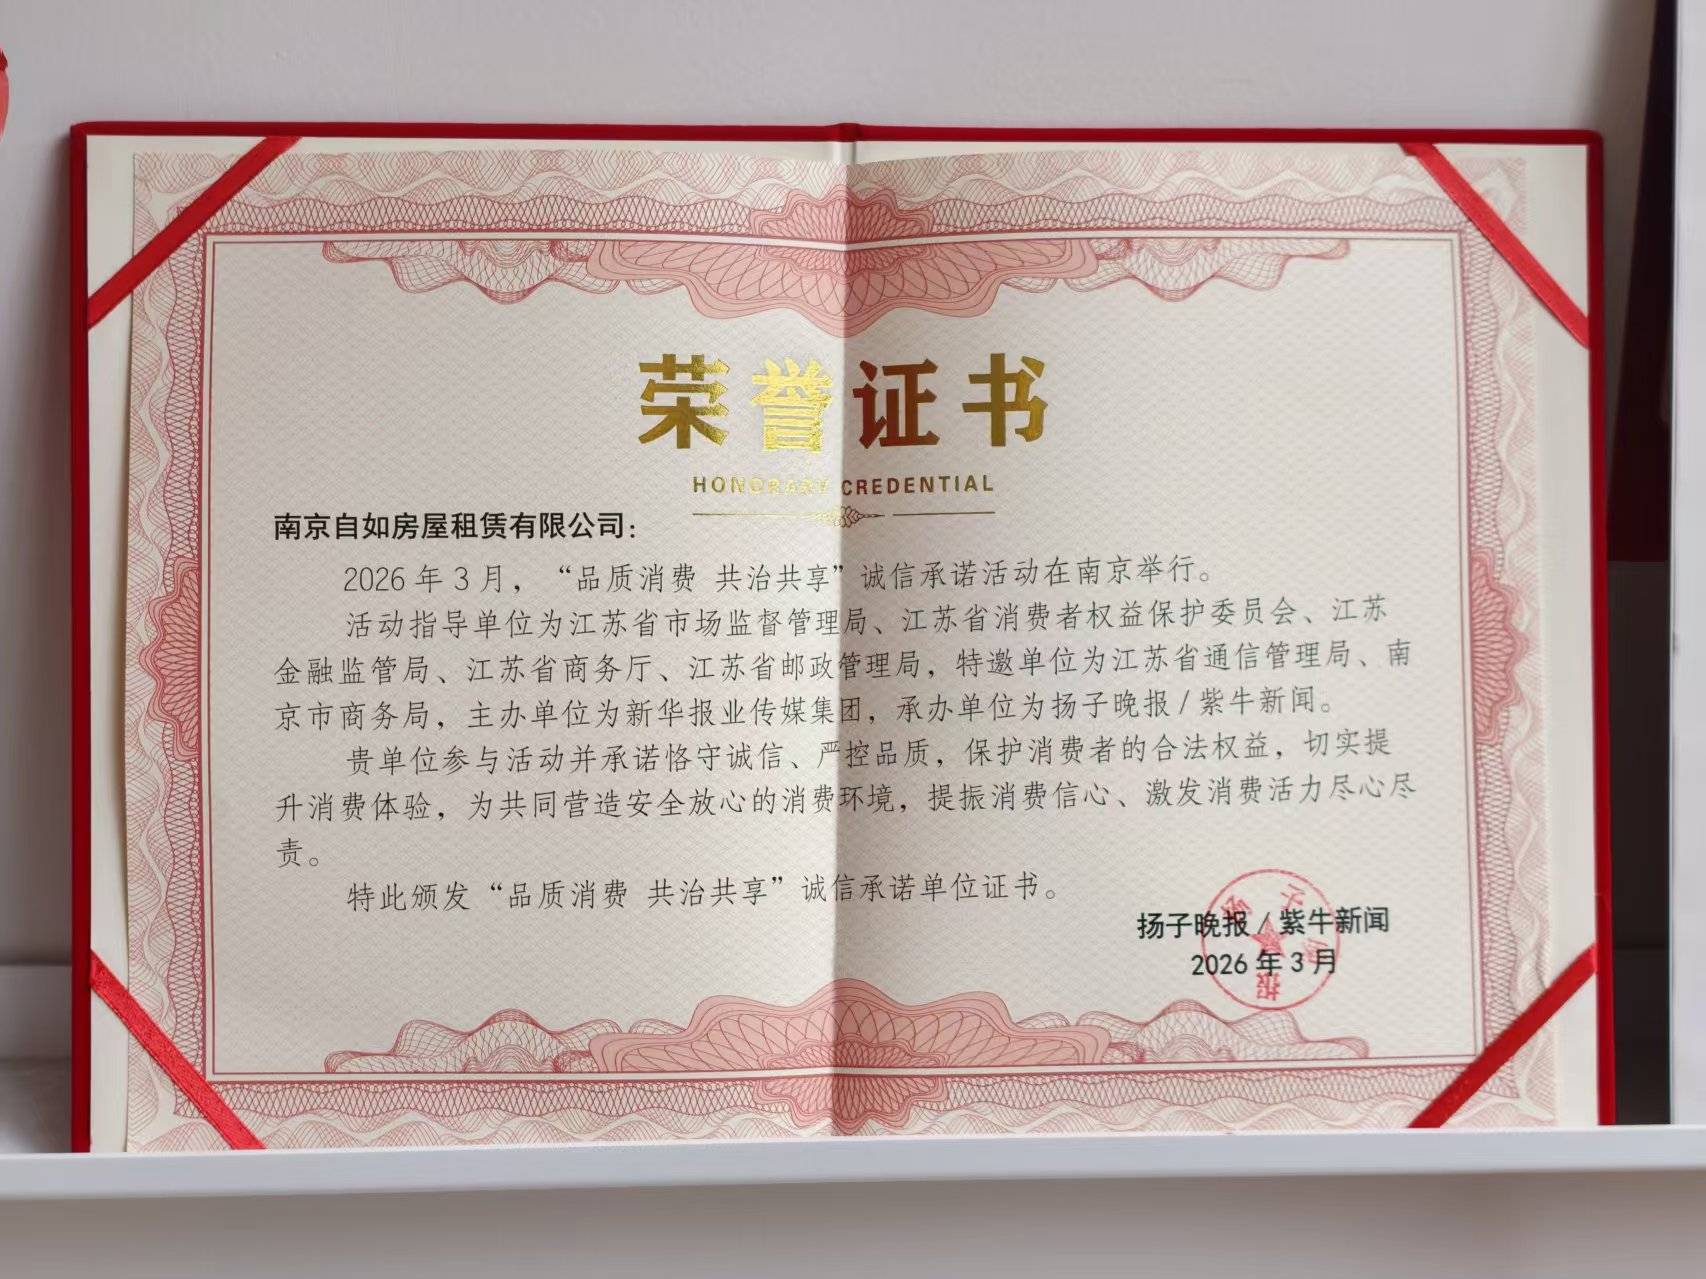 荣誉证书
HONORARY CREDENTIAL
南京自如房屋租赁有限公司：
2026 年 3 月，“品质消费 共治共享”诚信承诺活动在南京举行。
活动指导单位为江苏省市场监督管理局、江苏省消费者权益保护委员会、江苏
金融监管局、江苏省商务厅、江苏省邮政管理局，特邀单位为江苏省通信管理局、南
京市商务局，主办单位为新华报业传媒集团，承办单位为扬子晚报 / 紫牛新闻。
贵单位参与活动并承诺恪守诚信、严控品质，保护消费者的合法权益，切实提
升消费体验，为共同营造安全放心的消费环境，提振消费信心、激发消费活力尽心尽
责。
特此颁发“品质消费 共治共享”诚信承诺单位证书。
扬子晚报 / 紫牛新闻
2026 年 3 月